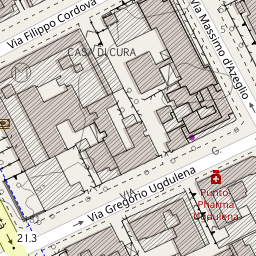 Via Filippo Cordova
Via Massimo d'Azeglio
CASA DI CURA
M
G
VIA
Via Gregorio Ugdulena
Punto
Pharma
Ugdulena
21.3